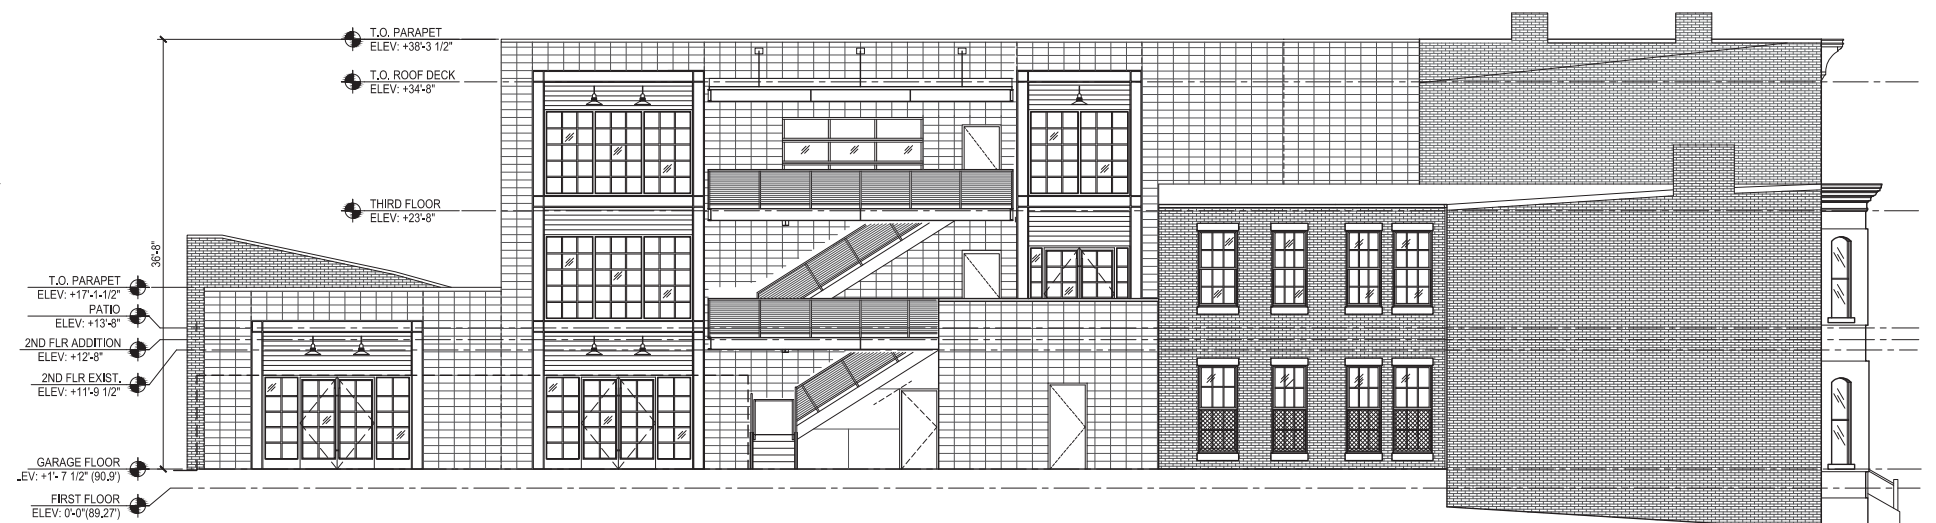 T.O. PARAPET
ELEV: +38'-3 1/2"
T.O. ROOF DECK
ELEV: +34'-8"
THIRD FLOOR
ELEV: +23'-8"
36'-8"
T.O. PARAPET
ELEV: +17'-1-1/2"
PATIO
ELEV: +13'-8"
2ND FLR ADDITION
ELEV: +12'-8"
2ND FLR EXIST.
ELEV: +11'-9 1/2"
GARAGE FLOOR
EV: +1'- 7 1/2" (90.9')
FIRST FLOOR
ELEV: 0'-0"(89.27')